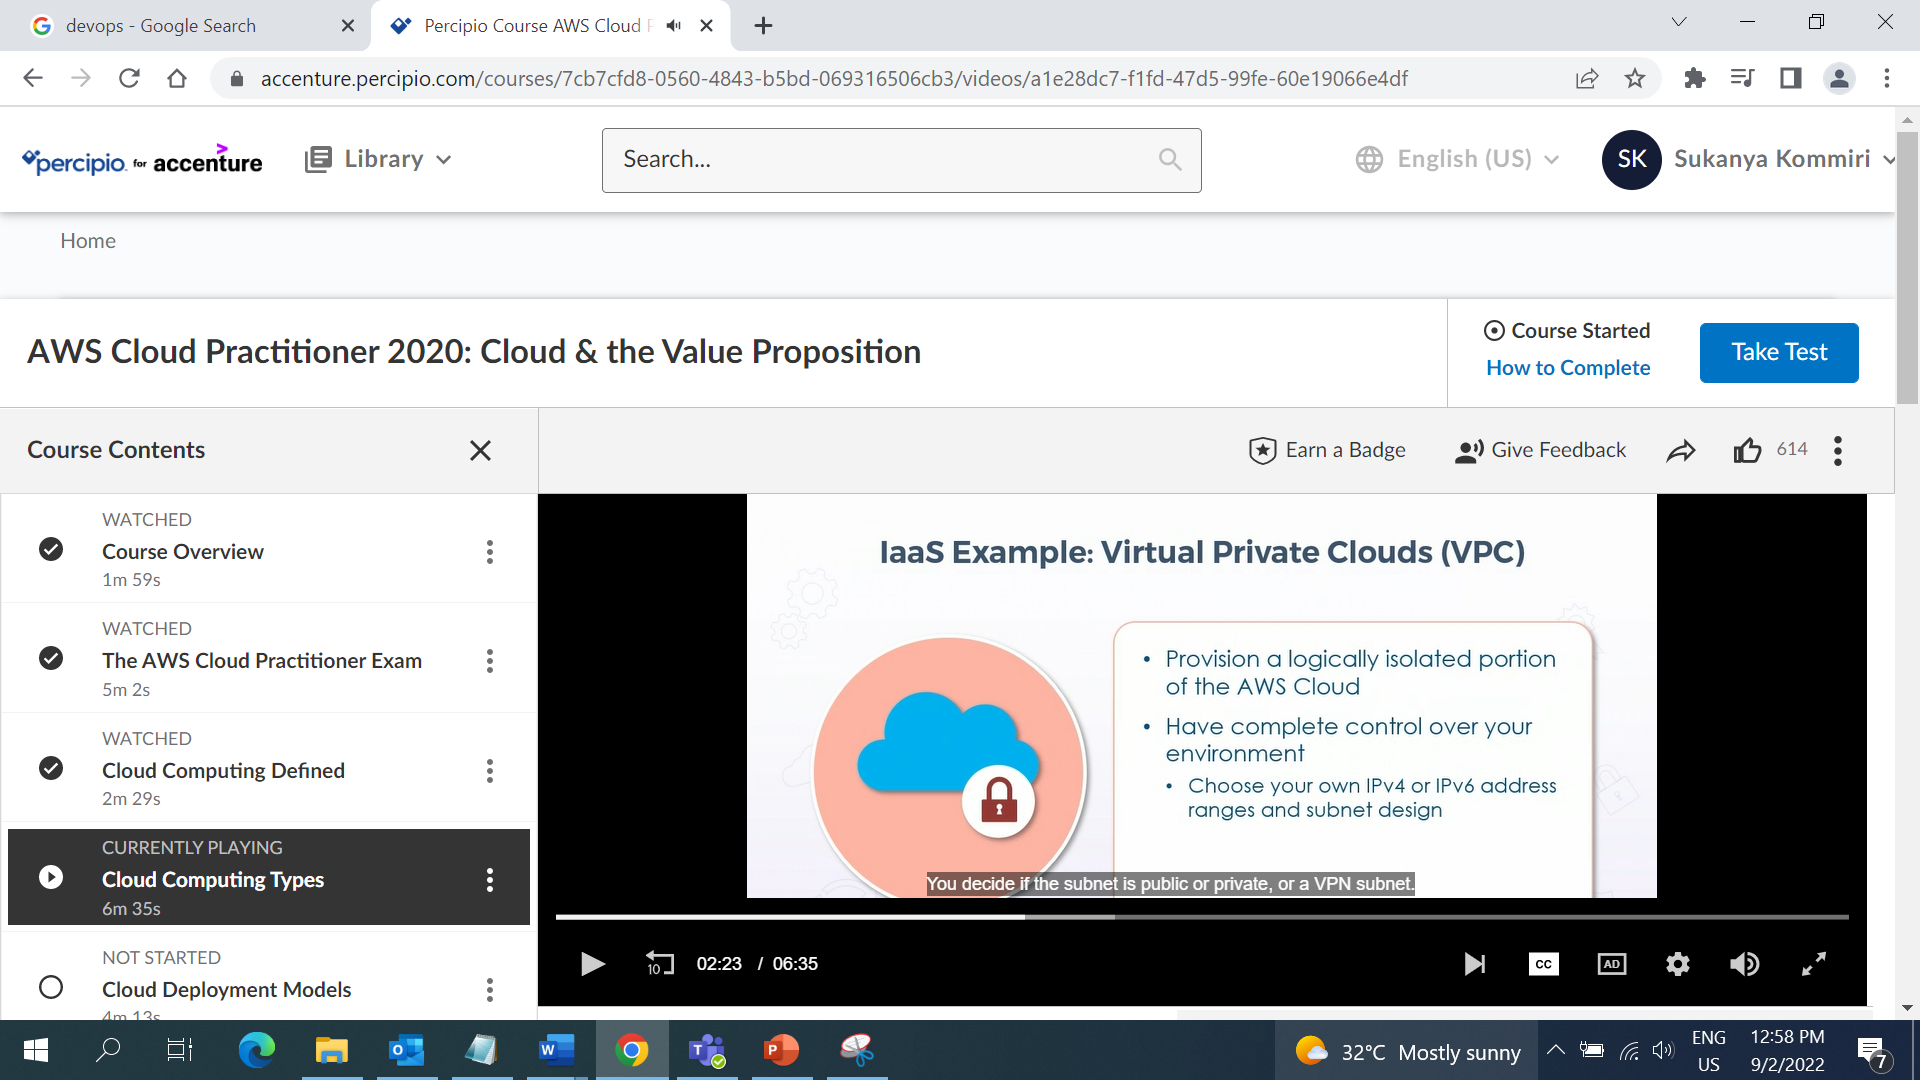 devops - Google Search
Percipio Course AWS Cloud
accenture.percipio.com/courses/7cb7cfd8-0560-4843-b5bd-069316506cb3/videos/a1e28dc7-f1fd-47d5-99fe-60e19066e4df
percipio. for accenture
Library
Search...
English (US)
SK
Sukanya Kommiri
Home
AWS Cloud Practitioner 2020: Cloud & the Value Proposition
Course Started
How to Complete
Take Test
Course Contents
Earn a Badge
Give Feedback
614
WATCHED
Course Overview
1m 59s
WATCHED
The AWS Cloud Practitioner Exam
5m 2s
WATCHED
Cloud Computing Defined
2m 29s
CURRENTLY PLAYING
Cloud Computing Types
6m 35s
NOT STARTED
Cloud Deployment Models
4m 13s
IaaS Example: Virtual Private Clouds (VPC)
• Provision a logically isolated portion
of the AWS Cloud
• Have complete control over your
environment
• Choose your own IPv4 or IPv6 address
ranges and subnet design
You decide if the subnet is public or private, or a VPN subnet.
10
02:23 / 06:35
CC
AD
32°C Mostly sunny
ENG
US
12:58 PM
9/2/2022
7